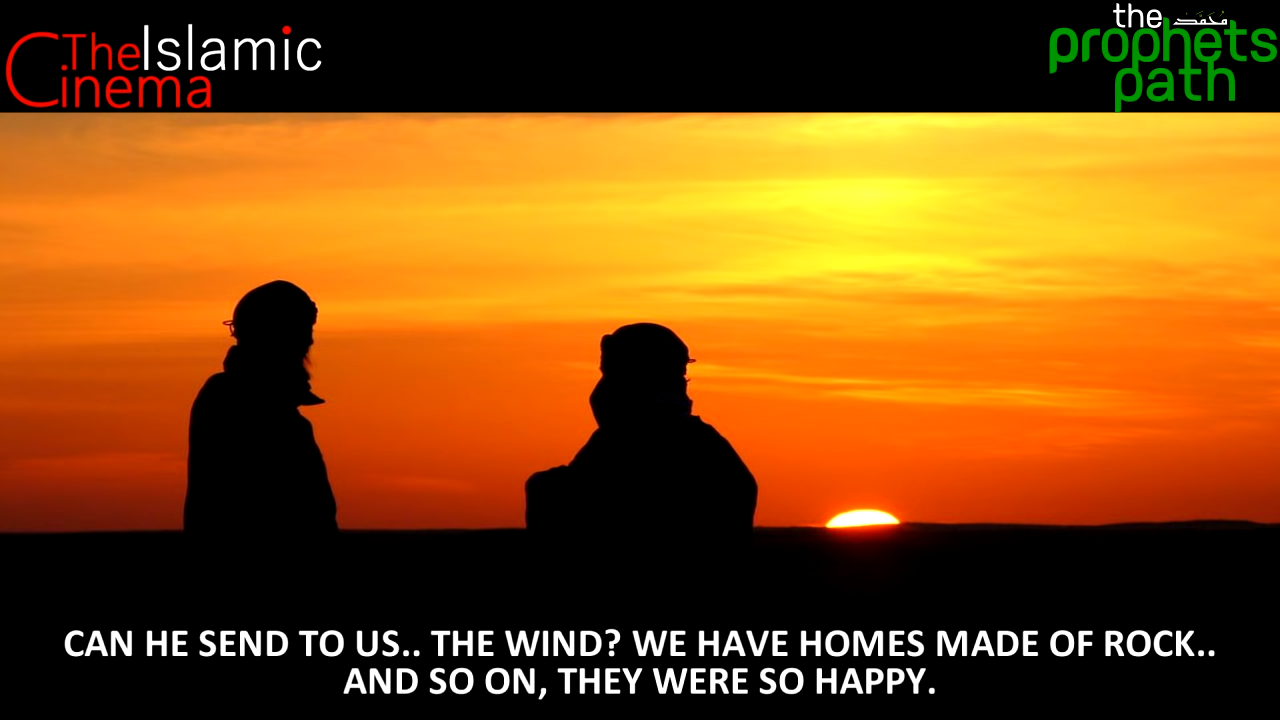 TheIslamic
Cinema
the مُحَمَّد
prophets
path
CAN HE SEND TO US.. THE WIND? WE HAVE HOMES MADE OF ROCK..
AND SO ON, THEY WERE SO HAPPY.